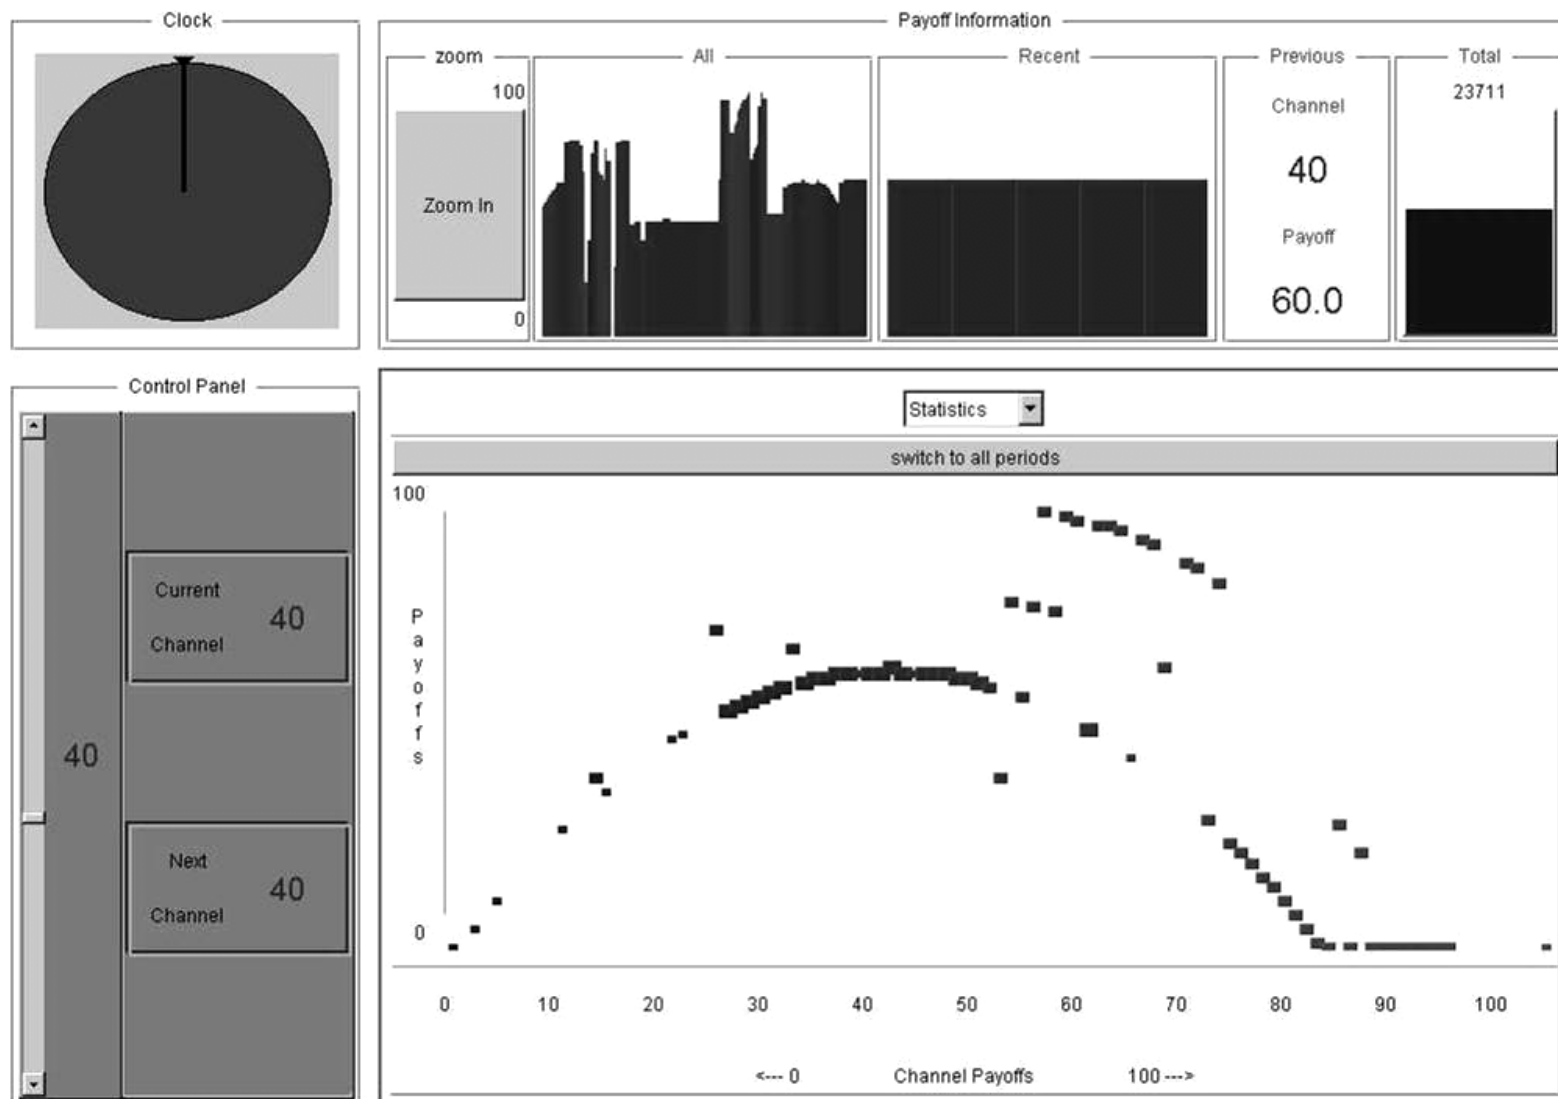 Clock
Payoff Information
zoom
All
Recent
Previous
Total
100
Zoom In
0
Channel
40
Payoff
60.0
23711
Control Panel
40
Current
Channel
40
Next
Channel
40
Statistics
switch to all periods
100
Payoffs
0
0 10 20 30 40 50 60 70 80 90 100
<--- 0 Channel Payoffs 100 --->